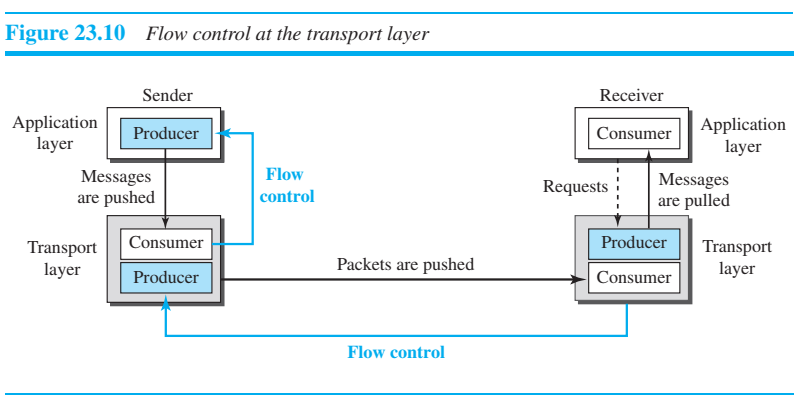 Figure 23.10 Flow control at the transport layer
Sender
Receiver
Application
layer
Producer
Consumer
Application
layer
Messages
are pushed
Flow
control
Requests
Messages
are pulled
Transport
layer
Consumer
Producer
Packets are pushed
Producer
Consumer
Transport
layer
Flow control